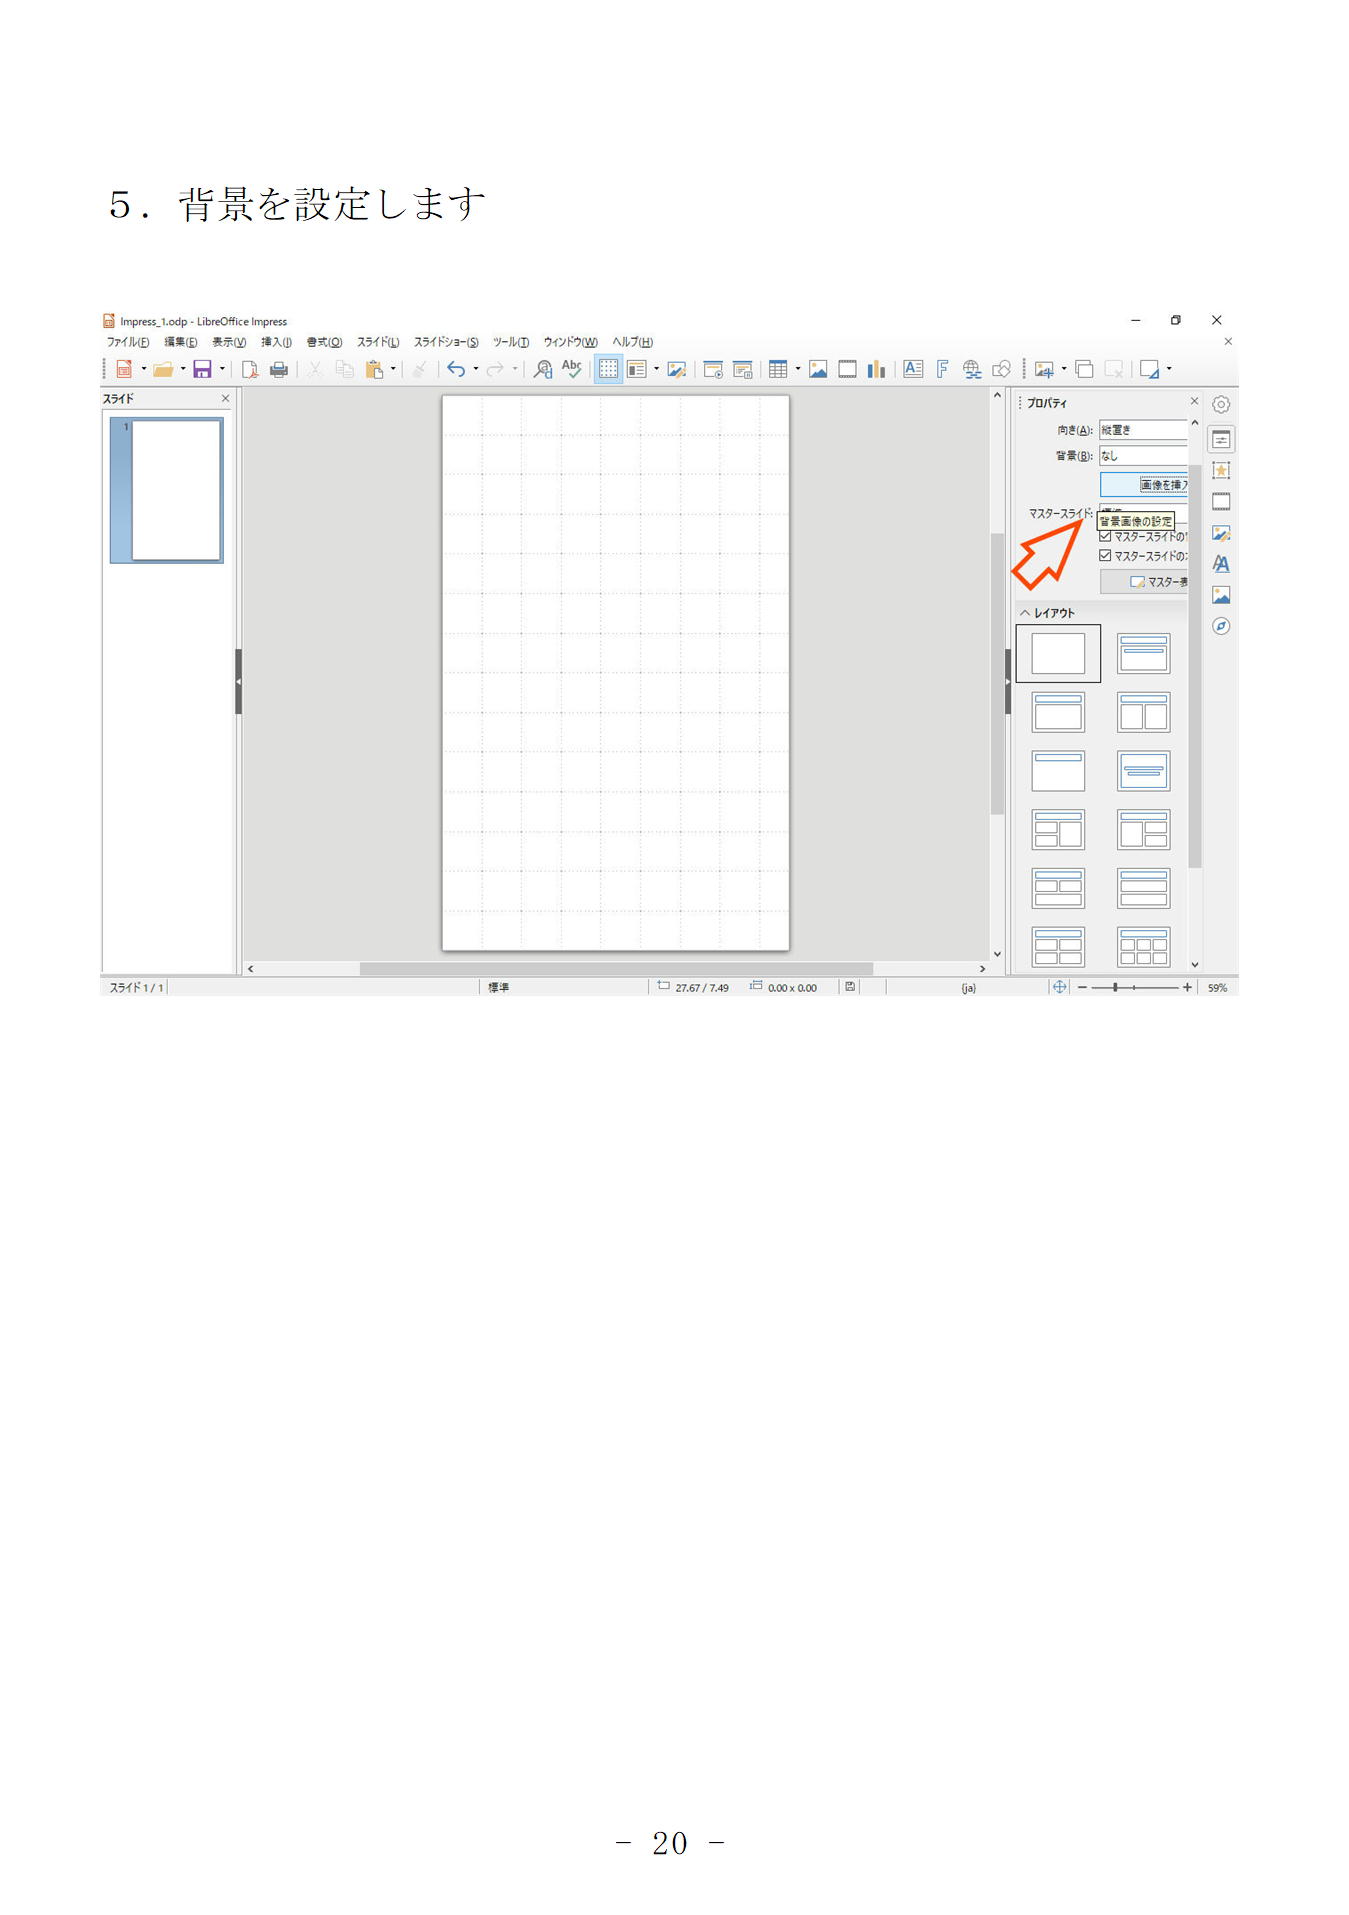 ５．背景を設定します
Impress_1.odp - LibreOffice Impress
ファイル(F) 編集(E) 表示(V) 挿入(I) 書式(O) スライド(L) スライドショー(S) ツール(T) ウィンドウ(W) ヘルプ(H)
スライド
1
プロパティ
向き(A): 縦置き
背景(B): なし
画像を挿入
マスタースライド:
背景画像の設定
マスタースライドの
マスタースライドの
マスター表
レイアウト
スライド 1 / 1
標準
27.67 / 7.49
0.00 x 0.00
(ja)
59%
- 20 -